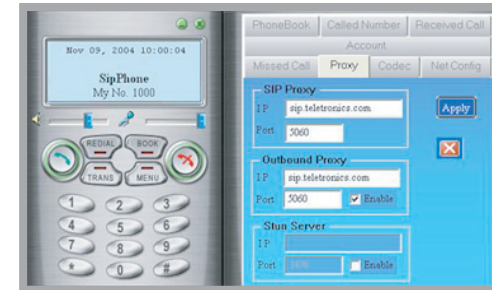 Nov 09, 2004 10:00:04
SipPhone
My No. 1000
REDIAL BOOK
TRANS MENU
1 2 3
4 5 6
7 8 9
* 0 #
PhoneBook Called Number Received Call
Account
Missed Call Proxy Codec Net Config
SIP Proxy
IP sip.teletronics.com
Port 5060
Apply
Outbound Proxy
IP sip.teletronics.com
Port 5060 Enable
Stun Server
IP
Port Enable